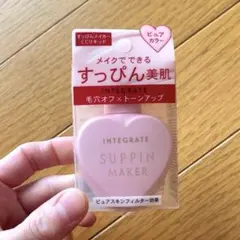 すっぴんメイカー
CCリキッド
ピュア
カラー
メイクでできる
すっぴん美肌
INTEGRATE
毛穴オフ×トーンアップ
INTEGRATE
SUPPIN
MAKER
ピュアスキンフィルター効果